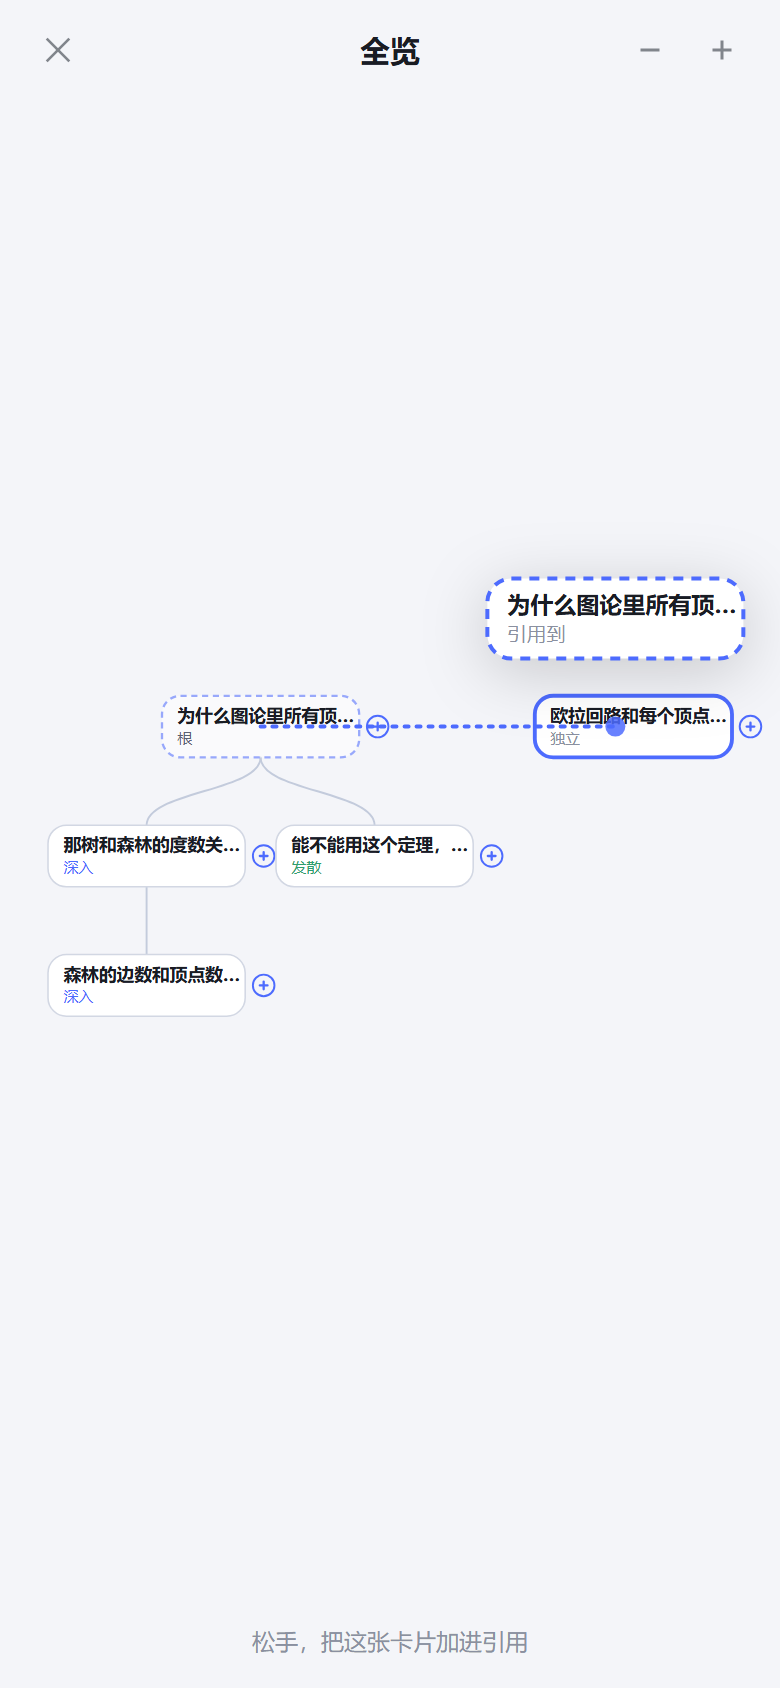 全览
为什么图论里所有顶...
引用到
为什么图论里所有顶...
根
欧拉回路和每个顶点...
独立
那树和森林的度数关...
深入
能不能用这个定理，...
发散
森林的边数和顶点数...
深入
松手，把这张卡片加进引用